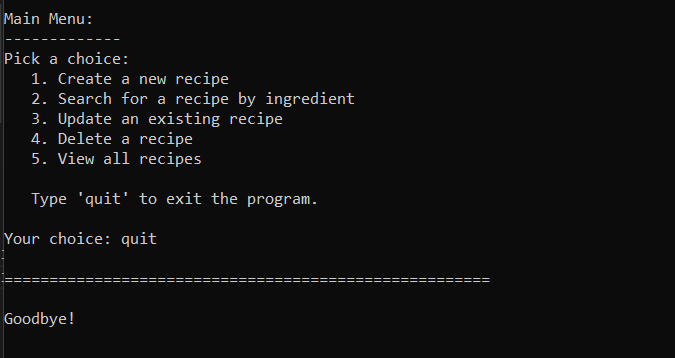 Main Menu:
-------------
Pick a choice:
   1. Create a new recipe
   2. Search for a recipe by ingredient
   3. Update an existing recipe
   4. Delete a recipe
   5. View all recipes

   Type 'quit' to exit the program.

Your choice: quit

======================================================

Goodbye!